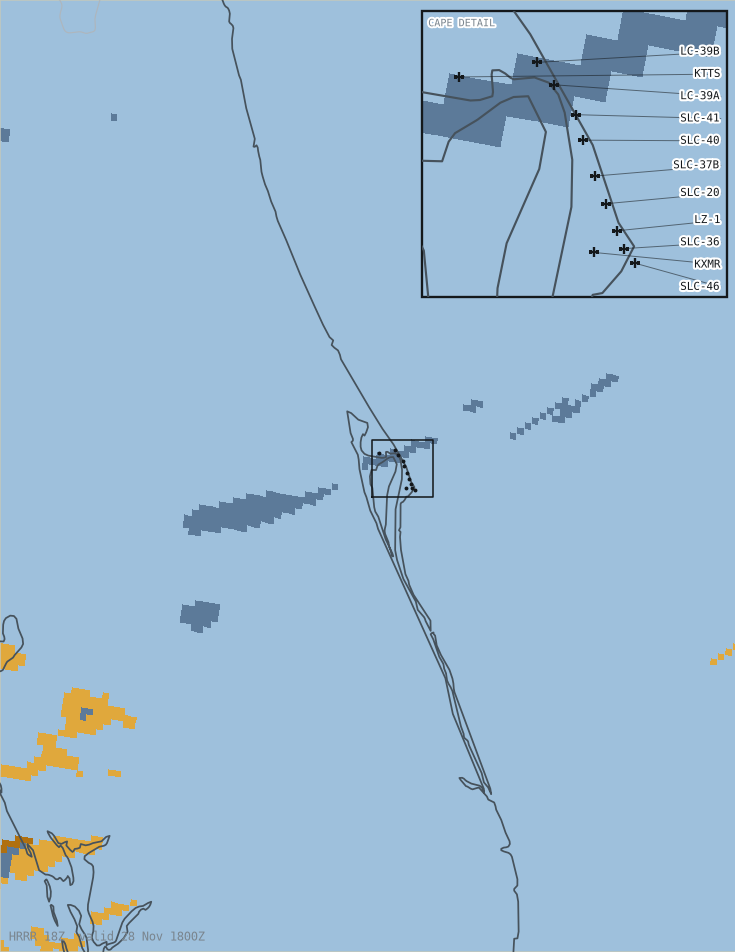 CAPE DETAIL
LC-39B
KTTS
LC-39A
SLC-41
SLC-40
SLC-37B
SLC-20
LZ-1
SLC-36
KXMR
SLC-46
HRRR 18Z, valid 28 Nov 1800Z